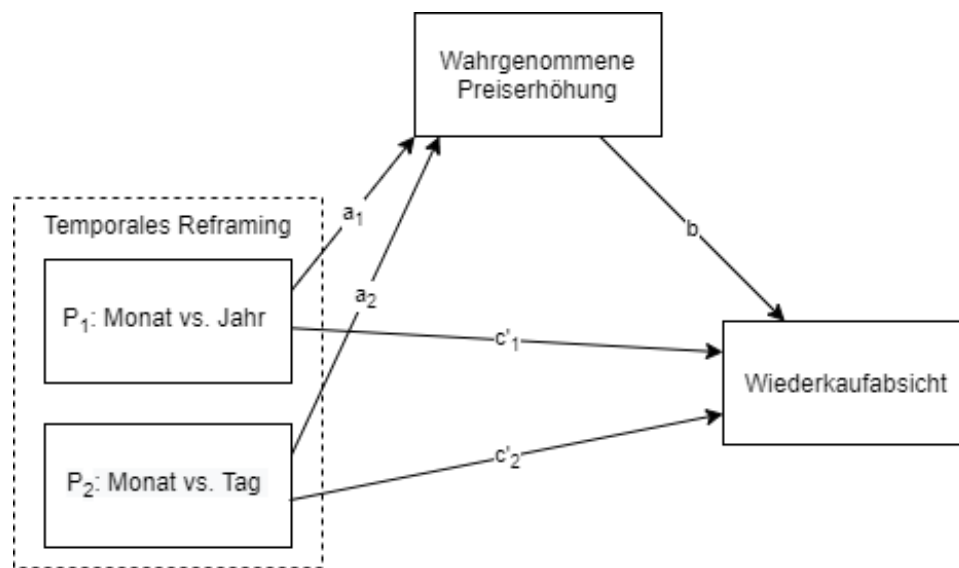 Wahrgenommene
Preiserhöhung
Temporales Reframing
a₁
P₁: Monat vs. Jahr
a₂
b
c'₁
Wiederkaufabsicht
P₂: Monat vs. Tag
c'₂